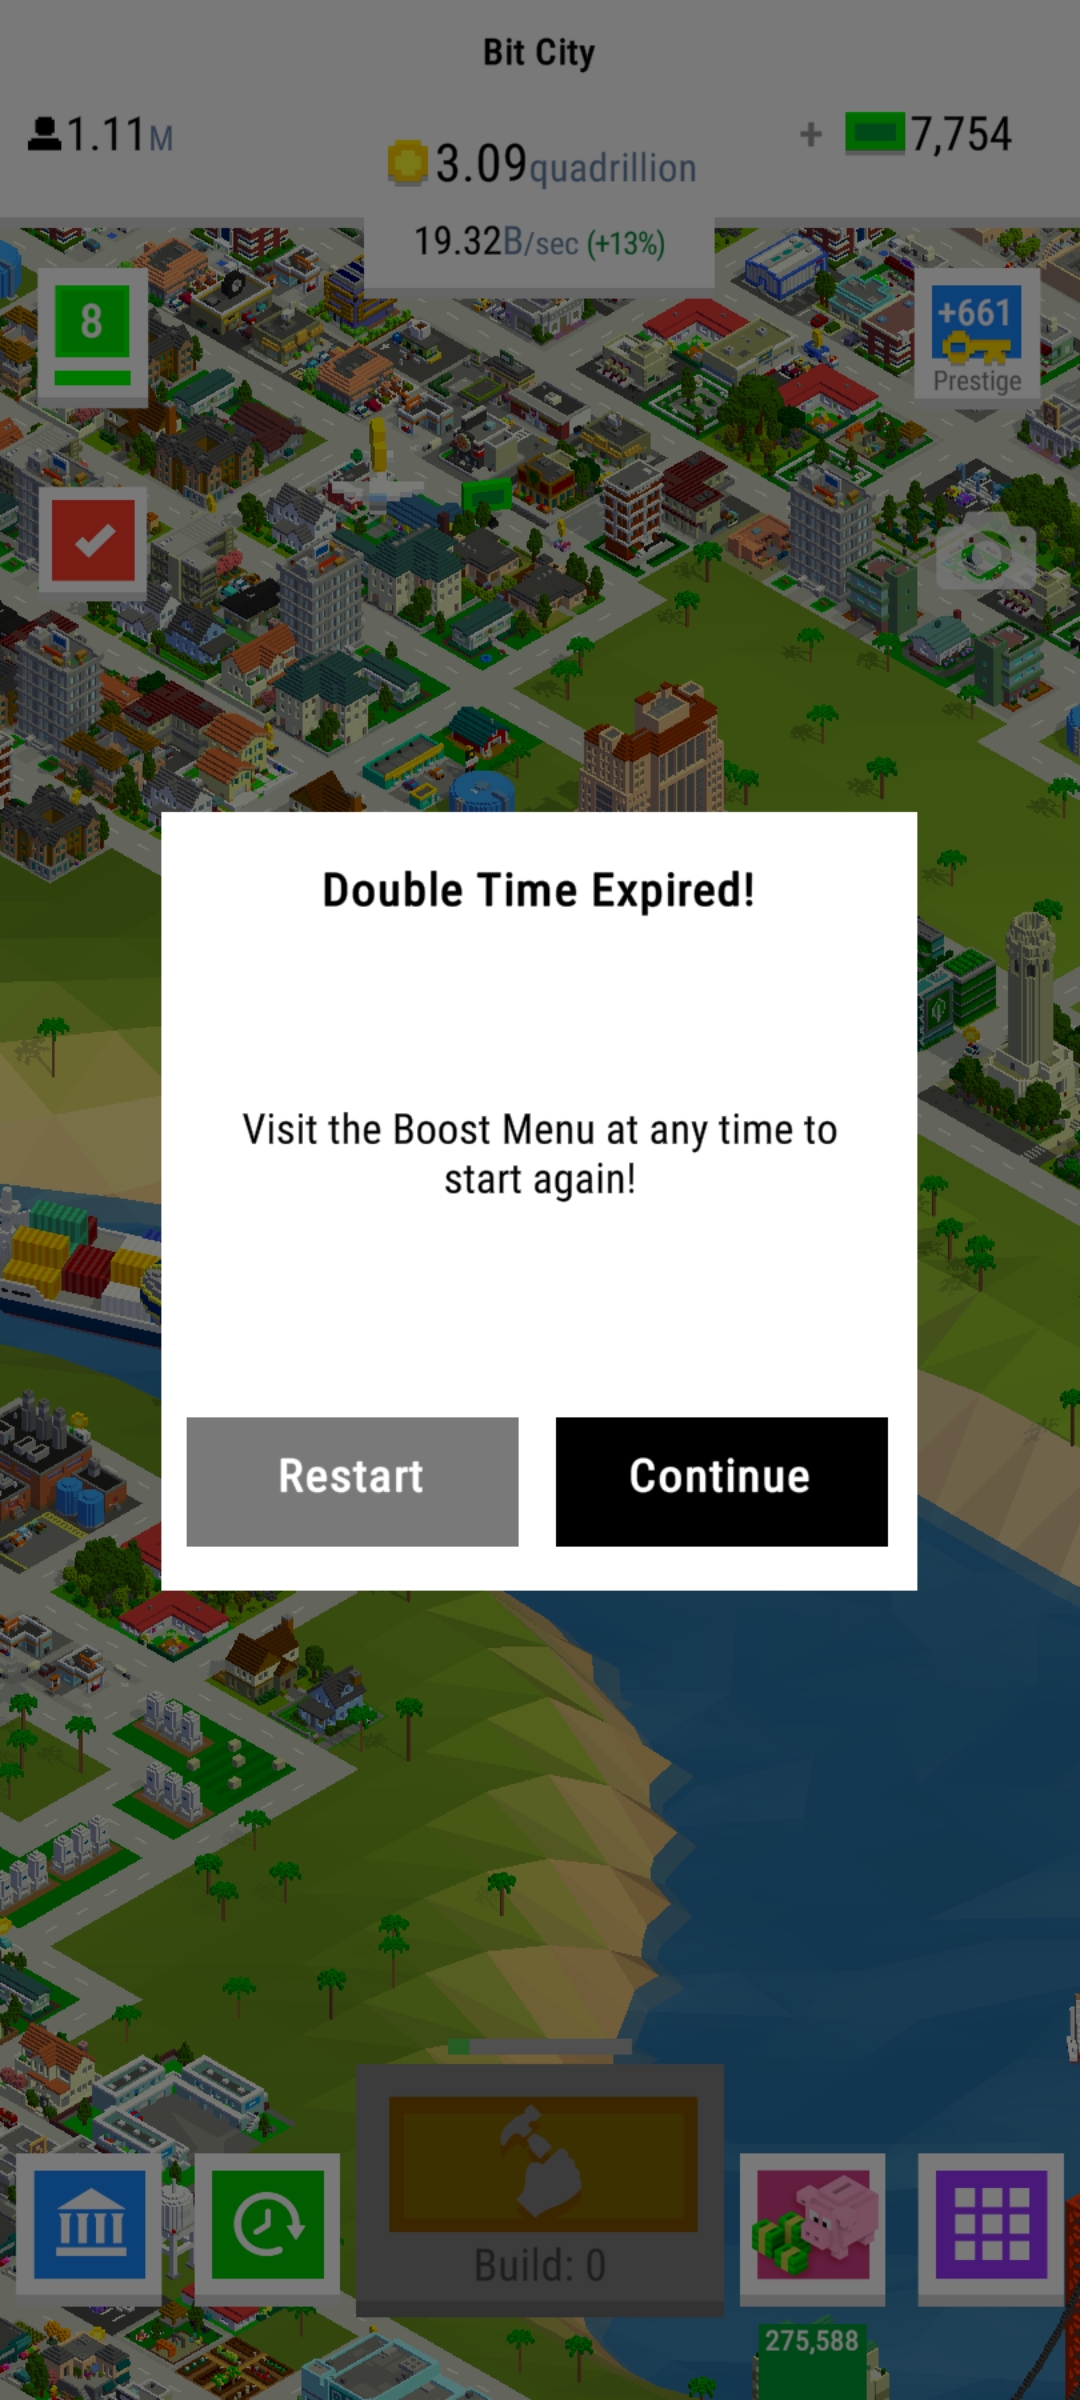 Bit City
1.11M
3.09quadrillion
+ 7,754
19.32B/sec (+13%)
8
+661
Prestige
Double Time Expired!
Visit the Boost Menu at any time to
start again!
Restart
Continue
Build: 0
275,588